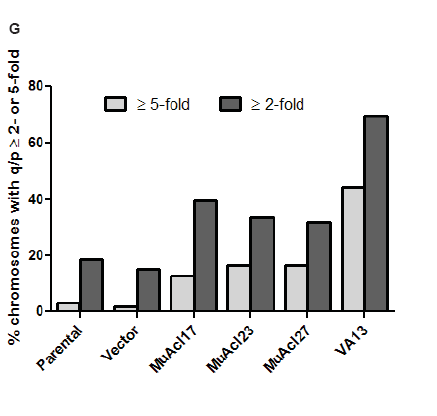 G
% chromosomes with q/p ≥ 2- or 5-fold
80
60
40
20
0
≥ 5-fold
≥ 2-fold
Parental
Vector
MuAcl17
MuAcl23
MuAcl27
VA13